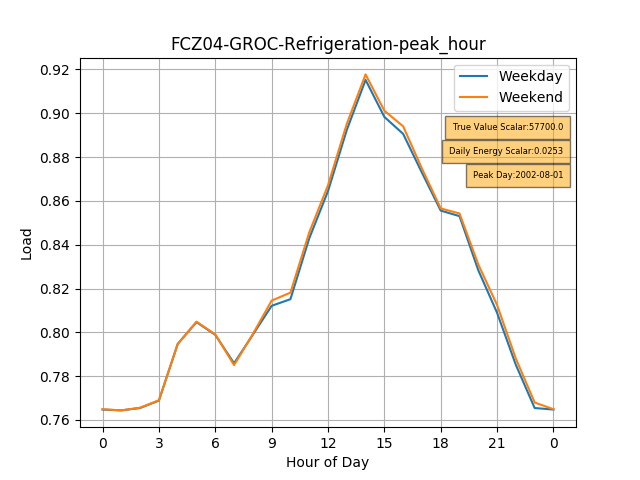 FCZ04-GROC-Refrigeration-peak_hour
0.92
0.90
0.88
0.86
0.84
0.82
0.80
0.78
0.76
Load
Weekday
Weekend
True Value Scalar:57700.0
Daily Energy Scalar:0.0253
Peak Day:2002-08-01
0 3 6 9 12 15 18 21 0
Hour of Day